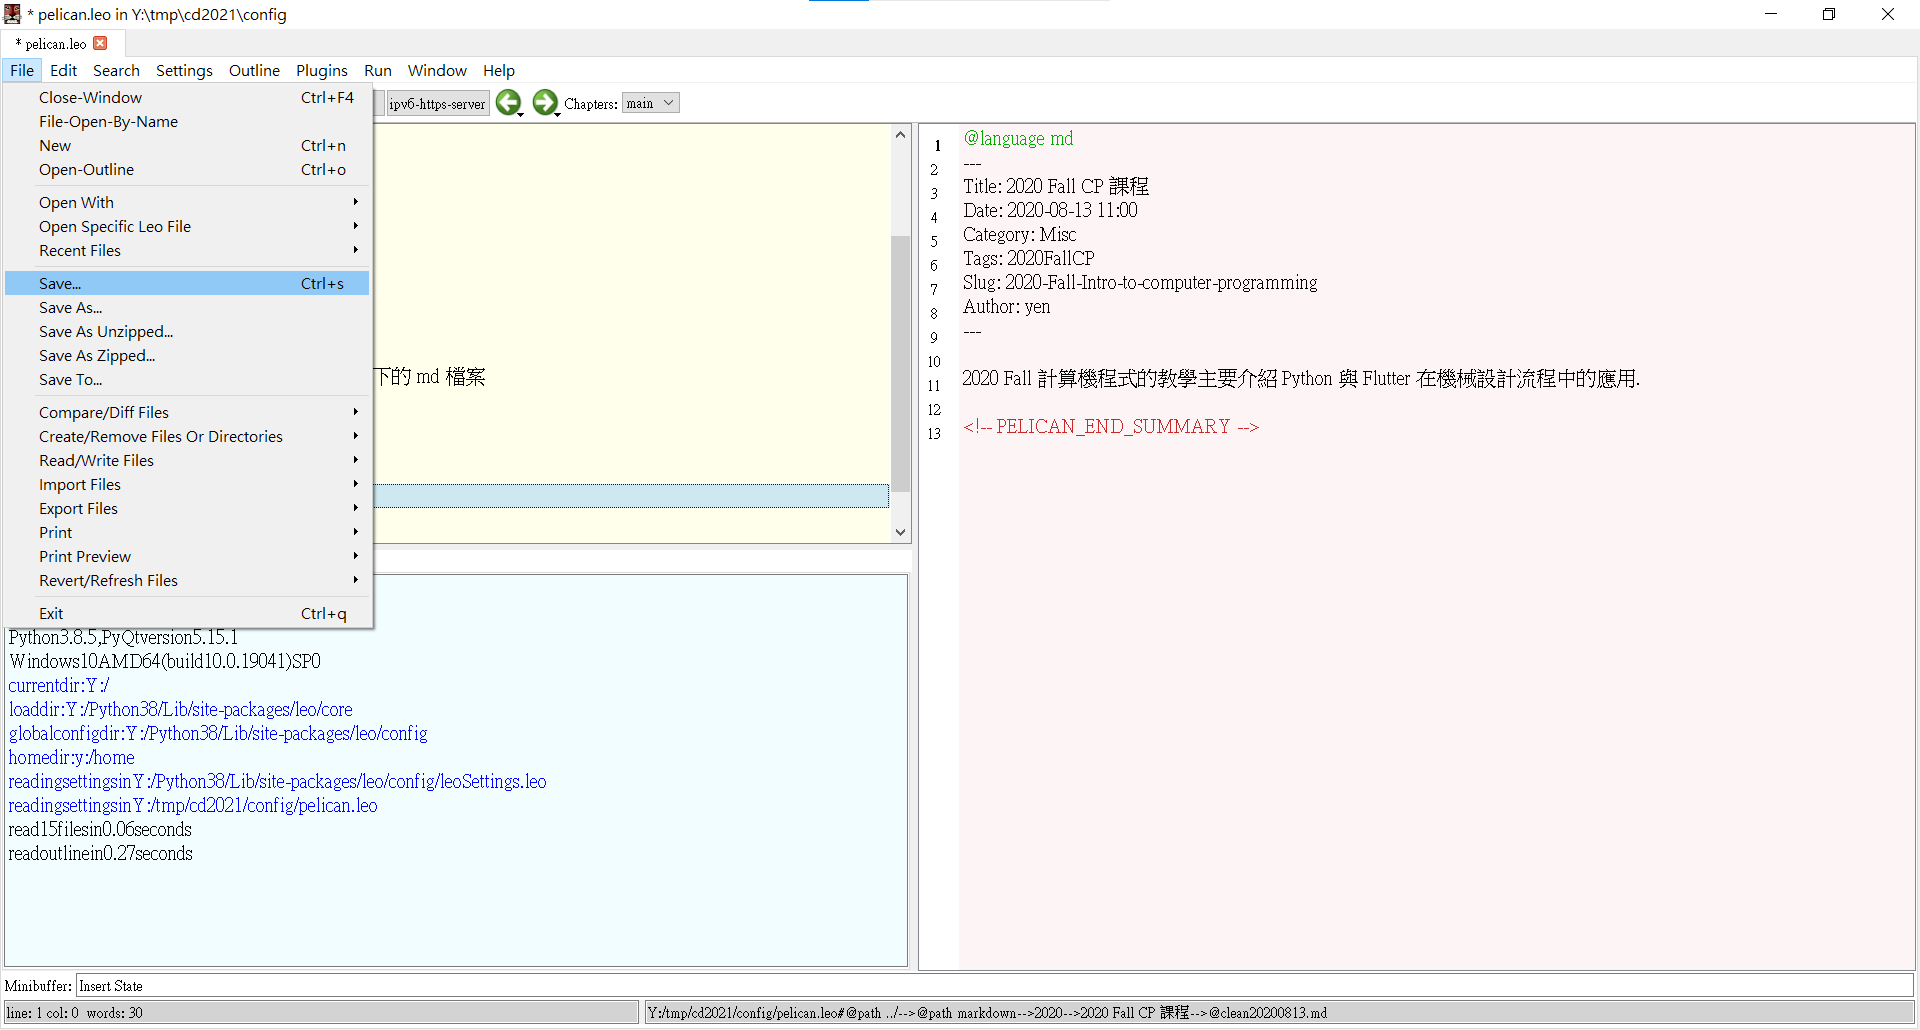 * pelican.leo in Y:\tmp\cd2021\config
* pelican.leo
File Edit Search Settings Outline Plugins Run Window Help
Close-Window Ctrl+F4
File-Open-By-Name
New Ctrl+n
Open-Outline Ctrl+o
Open With
Open Specific Leo File
Recent Files
Save... Ctrl+s
Save As...
Save As Unzipped...
Save As Zipped...
Save To...
Compare/Diff Files
Create/Remove Files Or Directories
Read/Write Files
Import Files
Export Files
Print
Print Preview
Revert/Refresh Files
Exit Ctrl+q
ipv6-https-server Chapters: main
下的 md 檔案
Python3.8.5,PyQtversion5.15.1
Windows10AMD64(build10.0.19041)SP0
currentdir:Y:/
loaddir:Y:/Python38/Lib/site-packages/leo/core
globalconfigdir:Y:/Python38/Lib/site-packages/leo/config
homedir:y:/home
readingsettingsinY:/Python38/Lib/site-packages/leo/config/leoSettings.leo
readingsettingsinY:/tmp/cd2021/config/pelican.leo
read15filesin0.06seconds
readoutlinein0.27seconds
1 @language md
2 ---
3 Title: 2020 Fall CP 課程
4 Date: 2020-08-13 11:00
5 Category: Misc
6 Tags: 2020FallCP
7 Slug: 2020-Fall-Intro-to-computer-programming
8 Author: yen
9 ---
10
11 2020 Fall 計算機程式的教學主要介紹 Python 與 Flutter 在機械設計流程中的應用.
12
13 <!-- PELICAN_END_SUMMARY -->
Minibuffer: Insert State
line: 1 col: 0 words: 30
Y:/tmp/cd2021/config/pelican.leo#@path ../-->@path markdown-->2020-->2020 Fall CP 課程-->@clean20200813.md